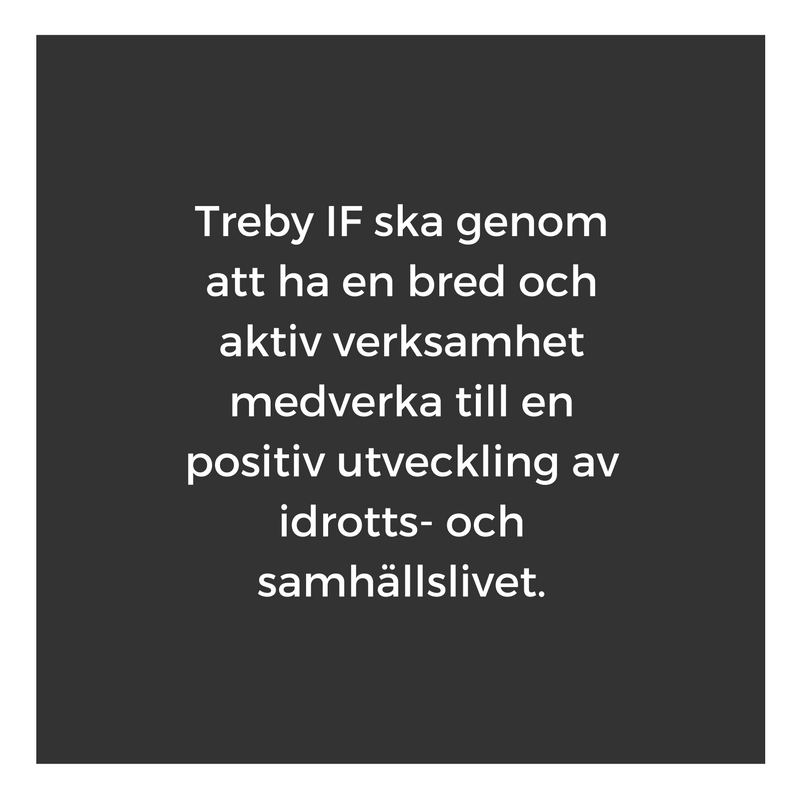 Treby IF ska genom
att ha en bred och
aktiv verksamhet
medverka till en
positiv utveckling av
idrotts- och
samhällslivet.